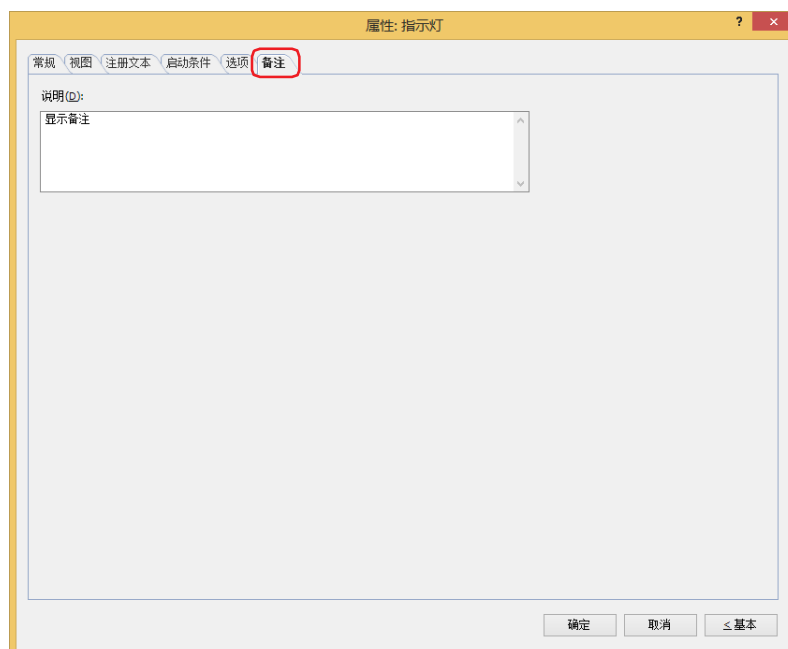 属性: 指示灯
?
常规 视图 注册文本 启动条件 选项 备注
说明(D):
显示备注
确定 取消 ≤基本